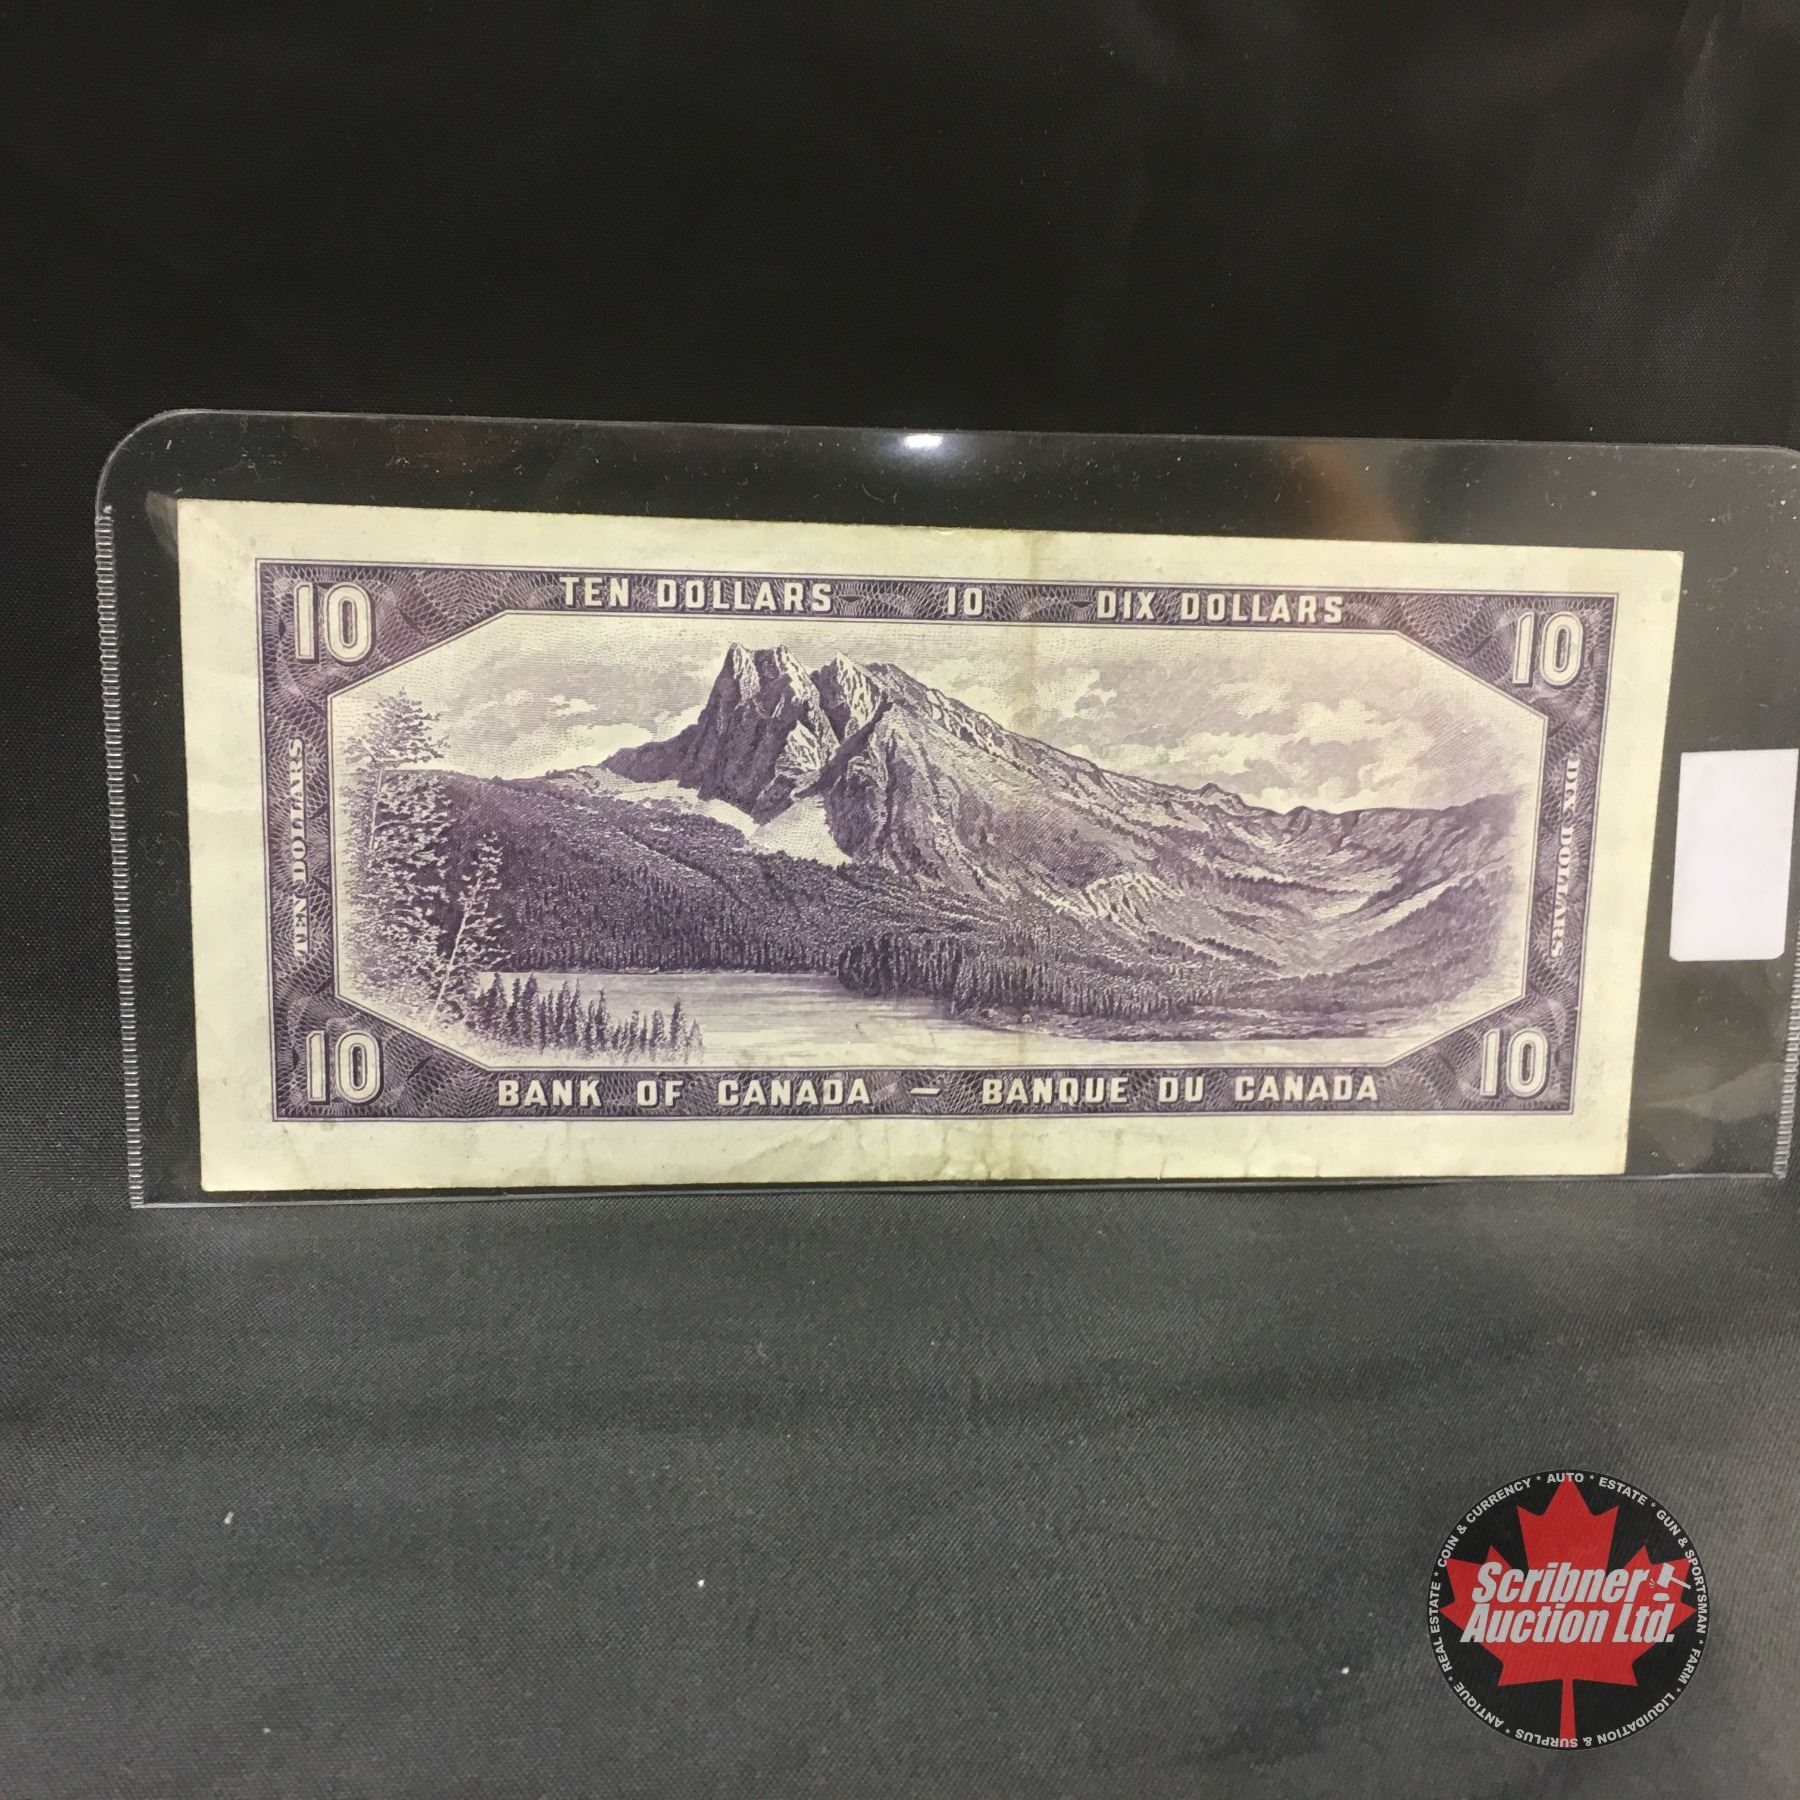 TEN DOLLARS 10 DIX DOLLARS
10
10
TEN DOLLARS
DIX DOLLARS
10
10
BANK OF CANADA — BANQUE DU CANADA
Scribner
Auction Ltd.
REAL ESTATE * COIN & CURRENCY * AUTO * ESTATE * GUN & SPORTSMAN * FARM * LIQUIDATION & SURPLUS * ANTIQUE *